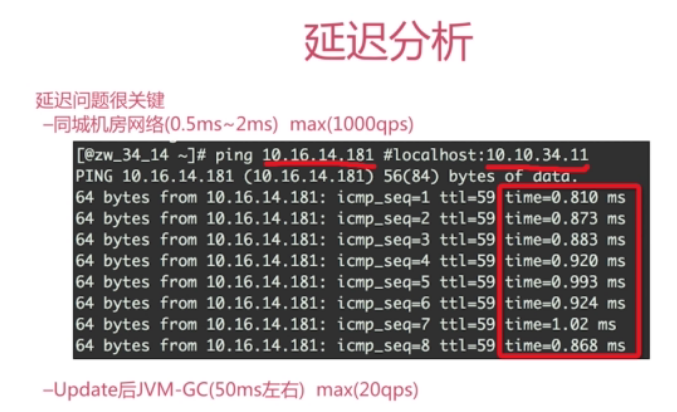 延迟分析
延迟问题很关键
–同城机房网络(0.5ms~2ms) max(1000qps)
[@zw_34_14 ~]# ping 10.16.14.181 #localhost:10.10.34.11
PING 10.16.14.181 (10.16.14.181) 56(84) bytes of data.
64 bytes from 10.16.14.181: icmp_seq=1 ttl=59 time=0.810 ms
64 bytes from 10.16.14.181: icmp_seq=2 ttl=59 time=0.873 ms
64 bytes from 10.16.14.181: icmp_seq=3 ttl=59 time=0.883 ms
64 bytes from 10.16.14.181: icmp_seq=4 ttl=59 time=0.920 ms
64 bytes from 10.16.14.181: icmp_seq=5 ttl=59 time=0.993 ms
64 bytes from 10.16.14.181: icmp_seq=6 ttl=59 time=0.924 ms
64 bytes from 10.16.14.181: icmp_seq=7 ttl=59 time=1.02 ms
64 bytes from 10.16.14.181: icmp_seq=8 ttl=59 time=0.868 ms
–Update后JVM-GC(50ms左右) max(20qps)